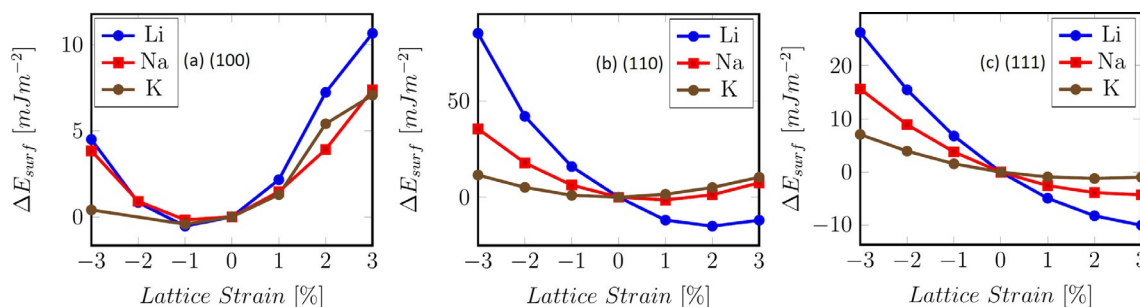 Li
Na
K
(a) (100)
10
5
0
−3 −2 −1 0 1 2 3
Lattice Strain [%]
ΔE_surf [mJm⁻²]
Li
Na
K
(b) (110)
50
0
−3 −2 −1 0 1 2 3
Lattice Strain [%]
ΔE_surf [mJm⁻²]
Li
Na
K
(c) (111)
20
10
0
−10
−3 −2 −1 0 1 2 3
Lattice Strain [%]
ΔE_surf [mJm⁻²]